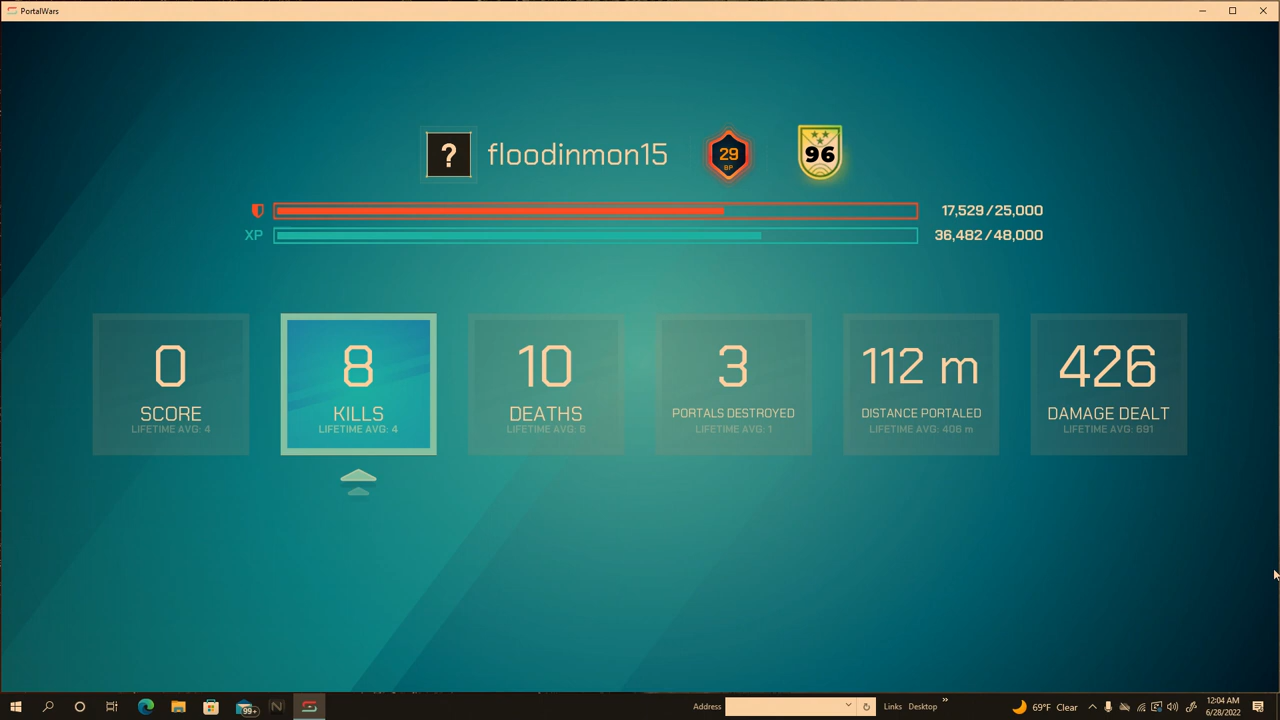 PortalWars
?
floodinmon15
29
BP
96
17,529/25,000
XP
36,482/48,000
0
SCORE
LIFETIME AVG: 4
8
KILLS
LIFETIME AVG: 4
10
DEATHS
LIFETIME AVG: 6
3
PORTALS DESTROYED
LIFETIME AVG: 1
112 m
DISTANCE PORTALED
LIFETIME AVG: 406 m
426
DAMAGE DEALT
LIFETIME AVG: 691
99+
N
Address
Links
Desktop
69°F Clear
12:04 AM
6/28/2022